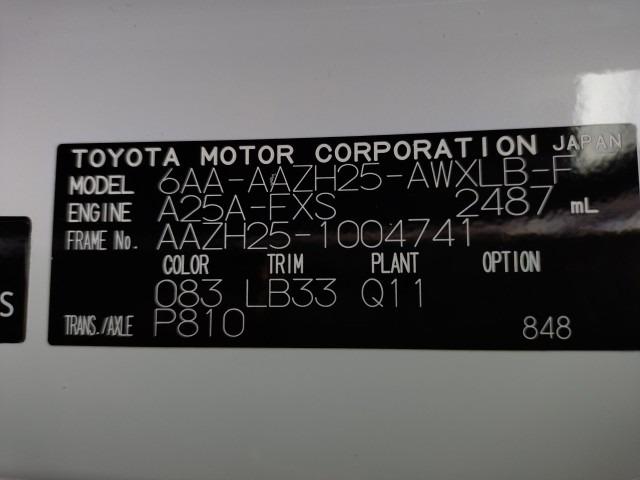 TOYOTA MOTOR CORPORATION JAPAN
MODEL 6AA-AAZH25-AWXLB-F
ENGINE A25A-FXS 2487 mL
FRAME No. AAZH25-1004741
COLOR TRIM PLANT OPTION
083 LB33 Q11
TRANS./AXLE P810 848
S